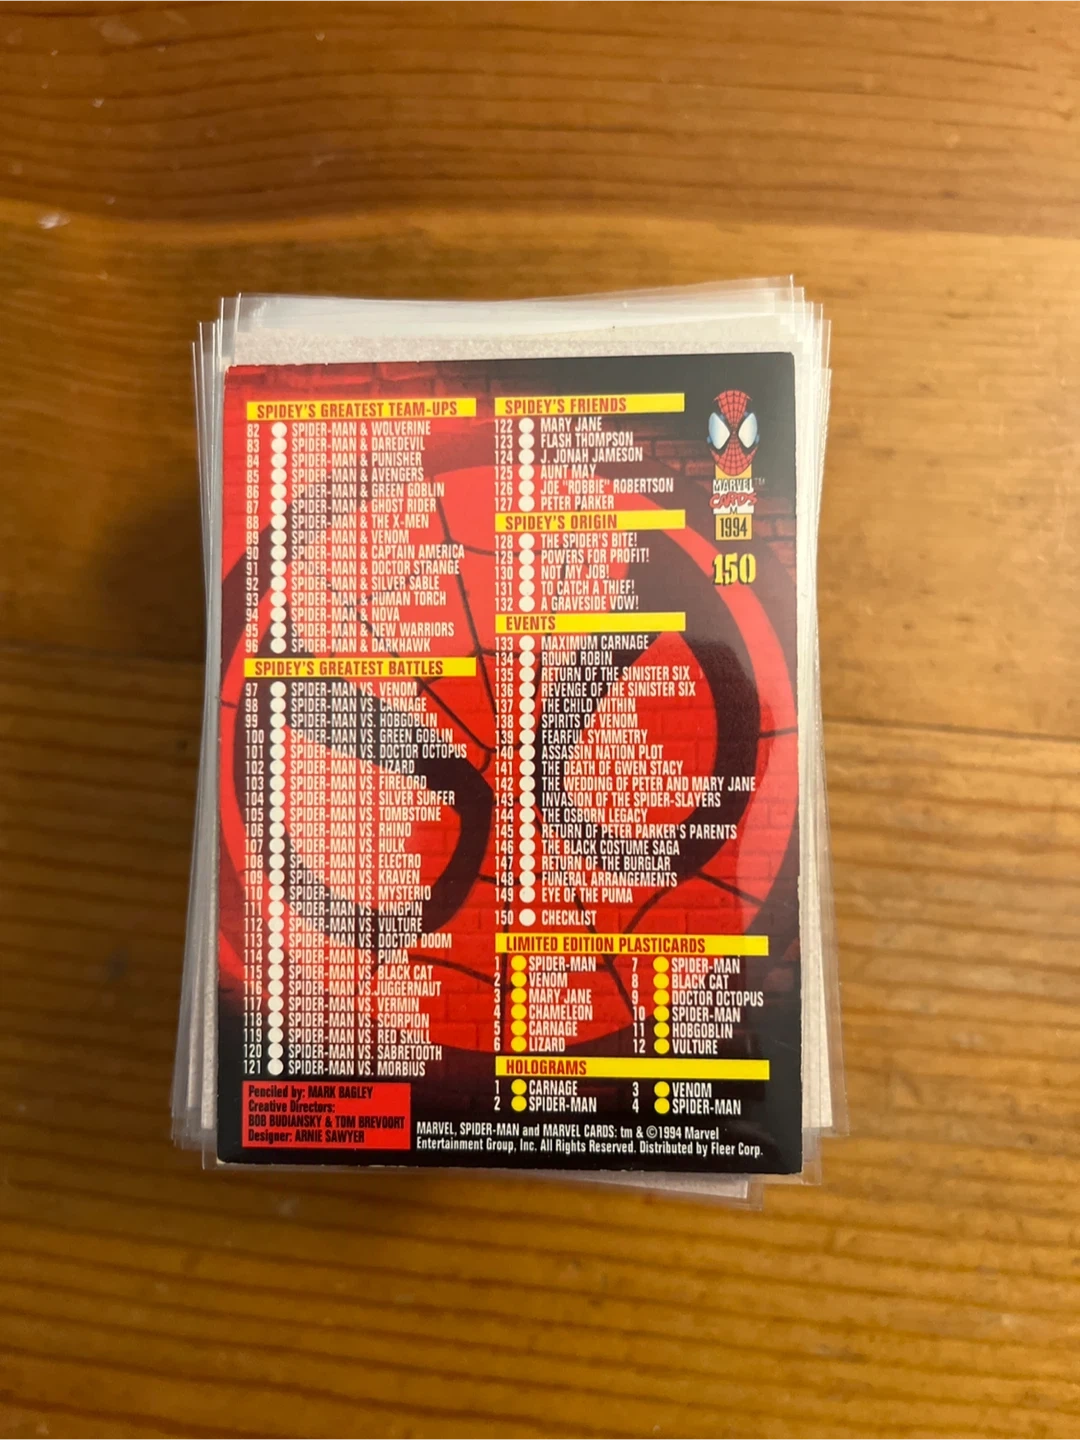 SPIDEY'S GREATEST TEAM-UPS
82 SPIDER-MAN & WOLVERINE
83 SPIDER-MAN & DAREDEVIL
84 SPIDER-MAN & PUNISHER
85 SPIDER-MAN & AVENGERS
86 SPIDER-MAN & GREEN GOBLIN
87 SPIDER-MAN & GHOST RIDER
88 SPIDER-MAN & THE X-MEN
89 SPIDER-MAN & VENOM
90 SPIDER-MAN & CAPTAIN AMERICA
91 SPIDER-MAN & DOCTOR STRANGE
92 SPIDER-MAN & SILVER SABLE
93 SPIDER-MAN & HUMAN TORCH
94 SPIDER-MAN & NOVA
95 SPIDER-MAN & NEW WARRIORS
96 SPIDER-MAN & DARKHAWK
SPIDEY'S GREATEST BATTLES
97 SPIDER-MAN VS. VENOM
98 SPIDER-MAN VS. CARNAGE
99 SPIDER-MAN VS. HOBGOBLIN
100 SPIDER-MAN VS. GREEN GOBLIN
101 SPIDER-MAN VS. DOCTOR OCTOPUS
102 SPIDER-MAN VS. LIZARD
103 SPIDER-MAN VS. FIRELORD
104 SPIDER-MAN VS. SILVER SURFER
105 SPIDER-MAN VS. TOMBSTONE
106 SPIDER-MAN VS. RHINO
107 SPIDER-MAN VS. HULK
108 SPIDER-MAN VS. ELECTRO
109 SPIDER-MAN VS. KRAVEN
110 SPIDER-MAN VS. MYSTERIO
111 SPIDER-MAN VS. KINGPIN
112 SPIDER-MAN VS. VULTURE
113 SPIDER-MAN VS. DOCTOR DOOM
114 SPIDER-MAN VS. PUMA
115 SPIDER-MAN VS. BLACK CAT
116 SPIDER-MAN VS. JUGGERNAUT
117 SPIDER-MAN VS. VERMIN
118 SPIDER-MAN VS. SCORPION
119 SPIDER-MAN VS. RED SKULL
120 SPIDER-MAN VS. SABRETOOTH
121 SPIDER-MAN VS. MORBIUS
Penciled by: MARK BAGLEY
Creative Directors:
BOB BUDIANSKY & TOM BREVOORT
Designer: ARNIE SAWYER
SPIDEY'S FRIENDS
122 MARY JANE
123 FLASH THOMPSON
124 J. JONAH JAMESON
125 AUNT MAY
126 JOE "ROBBIE" ROBERTSON
127 PETER PARKER
SPIDEY'S ORIGIN
128 THE SPIDER'S BITE!
129 POWERS FOR PROFIT!
130 NOT MY JOB!
131 TO CATCH A THIEF!
132 A GRAVESIDE VOW!
EVENTS
133 MAXIMUM CARNAGE
134 ROUND ROBIN
135 RETURN OF THE SINISTER SIX
136 REVENGE OF THE SINISTER SIX
137 THE CHILD WITHIN
138 SPIRITS OF VENOM
139 FEARFUL SYMMETRY
140 ASSASSIN NATION PLOT
141 THE DEATH OF GWEN STACY
142 THE WEDDING OF PETER AND MARY JANE
143 INVASION OF THE SPIDER-SLAYERS
144 THE OSBORN LEGACY
145 RETURN OF PETER PARKER'S PARENTS
146 THE BLACK COSTUME SAGA
147 RETURN OF THE BURGLAR
148 FUNERAL ARRANGEMENTS
149 EYE OF THE PUMA
150 CHECKLIST
LIMITED EDITION PLASTICARDS
1 SPIDER-MAN 7 SPIDER-MAN
2 VENOM 8 BLACK CAT
3 MARY JANE 9 DOCTOR OCTOPUS
4 CHAMELEON 10 SPIDER-MAN
5 CARNAGE 11 HOBGOBLIN
6 LIZARD 12 VULTURE
HOLOGRAMS
1 CARNAGE 3 VENOM
2 SPIDER-MAN 4 SPIDER-MAN
MARVEL, SPIDER-MAN and MARVEL CARDS: tm & ©1994 Marvel
Entertainment Group, Inc. All Rights Reserved. Distributed by Fleer Corp.
MARVEL™
CARDS
M
1994
150